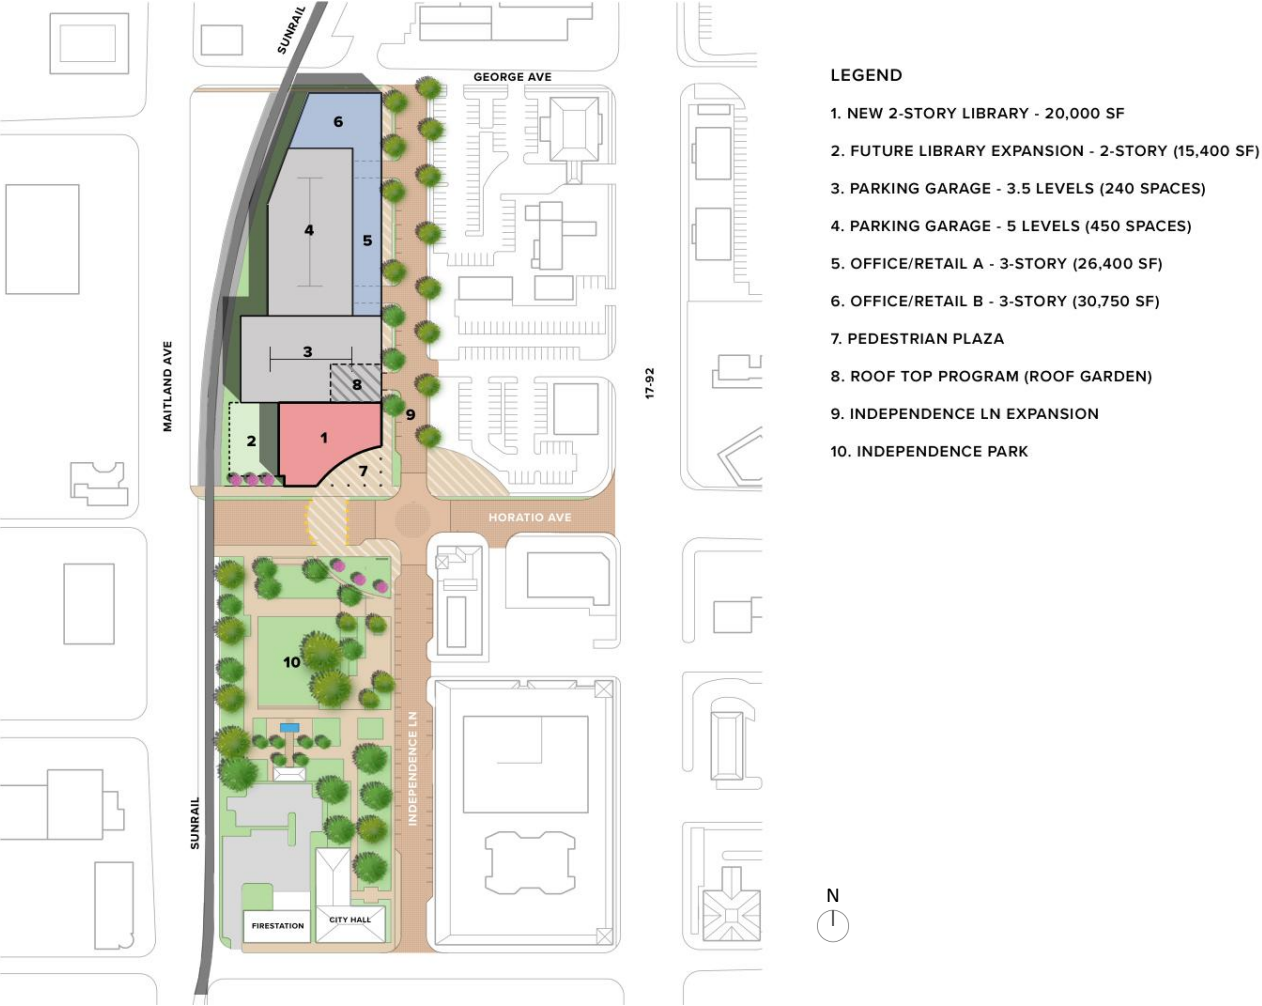 SUNRAIL
GEORGE AVE
6
4
5
3
8
MAITLAND AVE
17-92
9
2
1
7
HORATIO AVE
10
INDEPENDENCE LN
SUNRAIL
FIRESTATION
CITY HALL
LEGEND
1. NEW 2-STORY LIBRARY - 20,000 SF
2. FUTURE LIBRARY EXPANSION - 2-STORY (15,400 SF)
3. PARKING GARAGE - 3.5 LEVELS (240 SPACES)
4. PARKING GARAGE - 5 LEVELS (450 SPACES)
5. OFFICE/RETAIL A - 3-STORY (26,400 SF)
6. OFFICE/RETAIL B - 3-STORY (30,750 SF)
7. PEDESTRIAN PLAZA
8. ROOF TOP PROGRAM (ROOF GARDEN)
9. INDEPENDENCE LN EXPANSION
10. INDEPENDENCE PARK
N